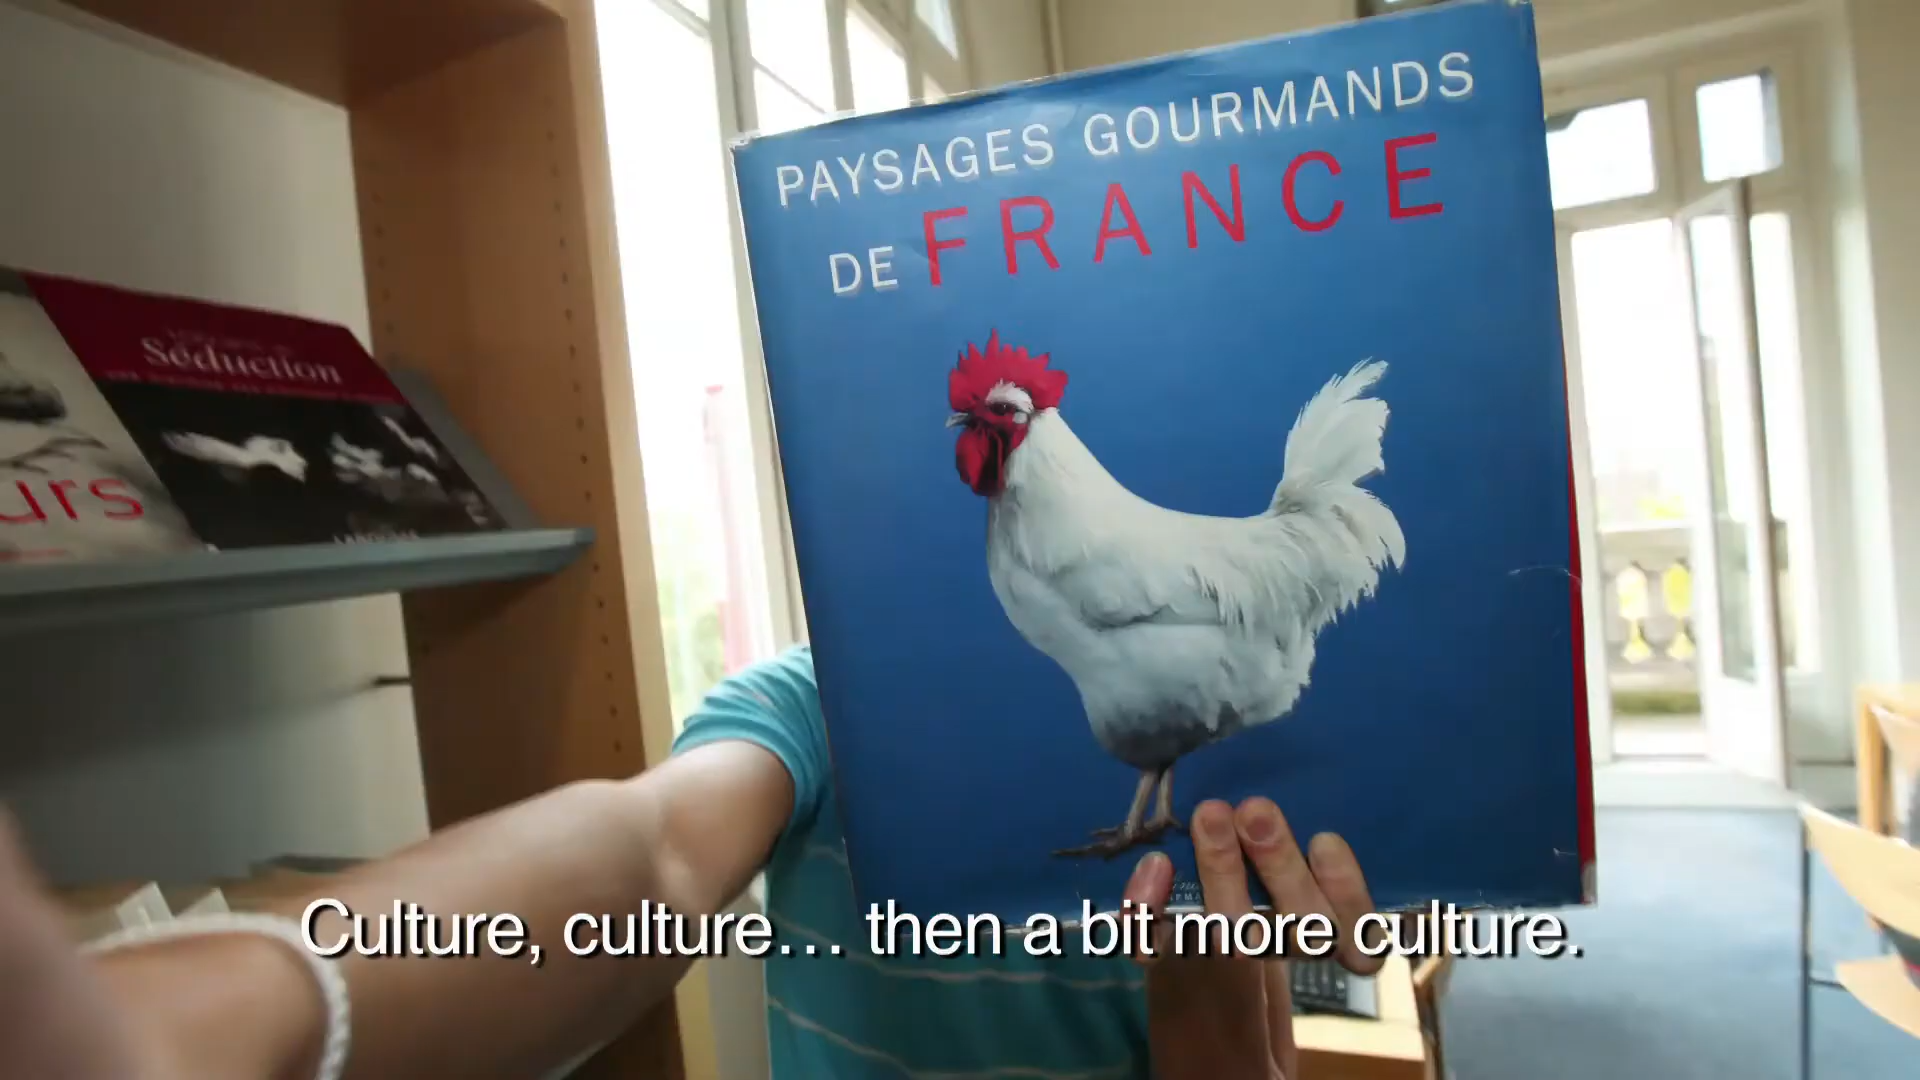 PAYSAGES GOURMANDS
DE FRANCE
Séduction
urs
Culture, culture... then a bit more culture.